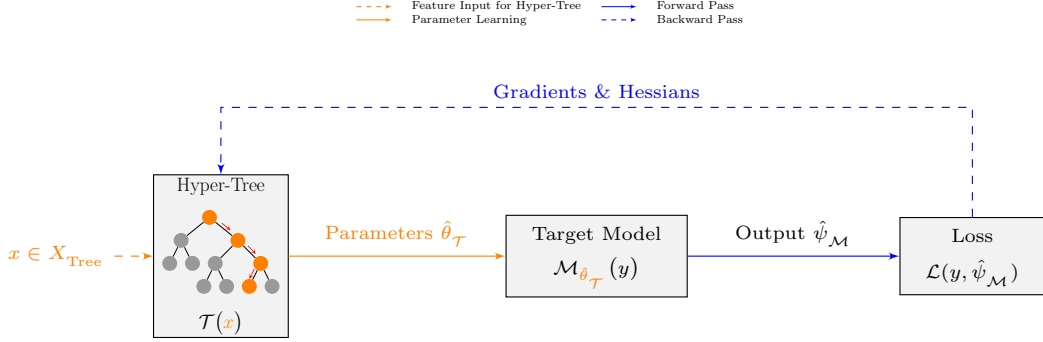 Feature Input for Hyper-Tree
Parameter Learning
Forward Pass
Backward Pass
Gradients & Hessians
Hyper-Tree
𝒯(x)
x ∈ X_Tree
Parameters θ̂_𝒯
Target Model
ℳ_θ̂_𝒯 (y)
Output ψ̂_ℳ
Loss
ℒ(y, ψ̂_ℳ)